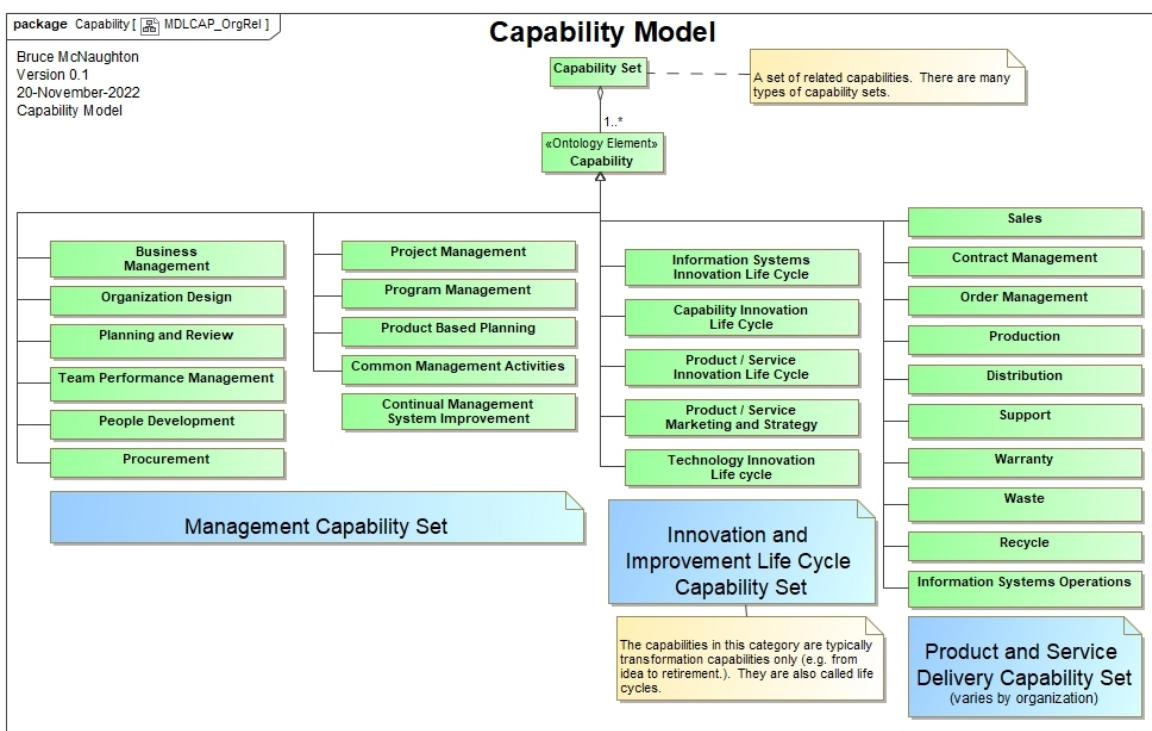 package Capability [ MDLCAP_OrgRel ]
Capability Model
Bruce McNaughton
Version 0.1
20-November-2022
Capability Model
Capability Set
A set of related capabilities. There are many
types of capability sets.
1..*
«Ontology Element»
Capability
Business
Management
Organization Design
Planning and Review
Team Performance Management
People Development
Procurement
Project Management
Program Management
Product Based Planning
Common Management Activities
Continual Management
System Improvement
Management Capability Set
Information Systems
Innovation Life Cycle
Capability Innovation
Life Cycle
Product / Service
Innovation Life Cycle
Product / Service
Marketing and Strategy
Technology Innovation
Life cycle
Innovation and
Improvement Life Cycle
Capability Set
The capabilities in this category are typically
transformation capabilities only (e.g. from
idea to retirement.). They are also called life
cycles.
Sales
Contract Management
Order Management
Production
Distribution
Support
Warranty
Waste
Recycle
Information Systems Operations
Product and Service
Delivery Capability Set
(varies by organization)